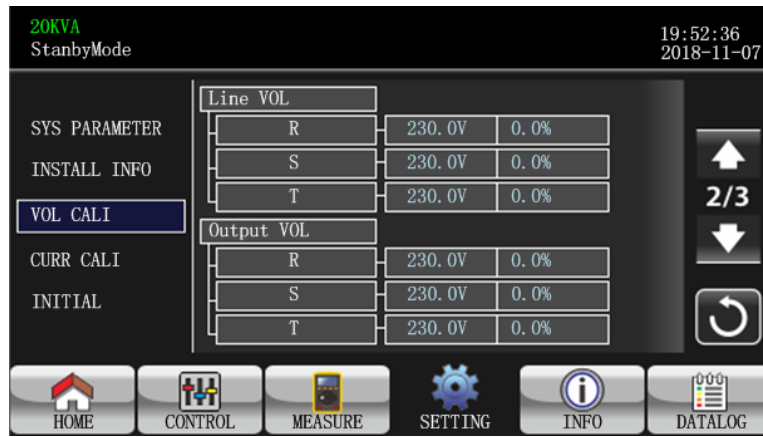 20KVA
StanbyMode
19:52:36
2018-11-07
SYS PARAMETER
INSTALL INFO
VOL CALI
CURR CALI
INITIAL
Line VOL
R 230.0V 0.0%
S 230.0V 0.0%
T 230.0V 0.0%
Output VOL
R 230.0V 0.0%
S 230.0V 0.0%
T 230.0V 0.0%
2/3
HOME CONTROL MEASURE SETTING INFO DATALOG